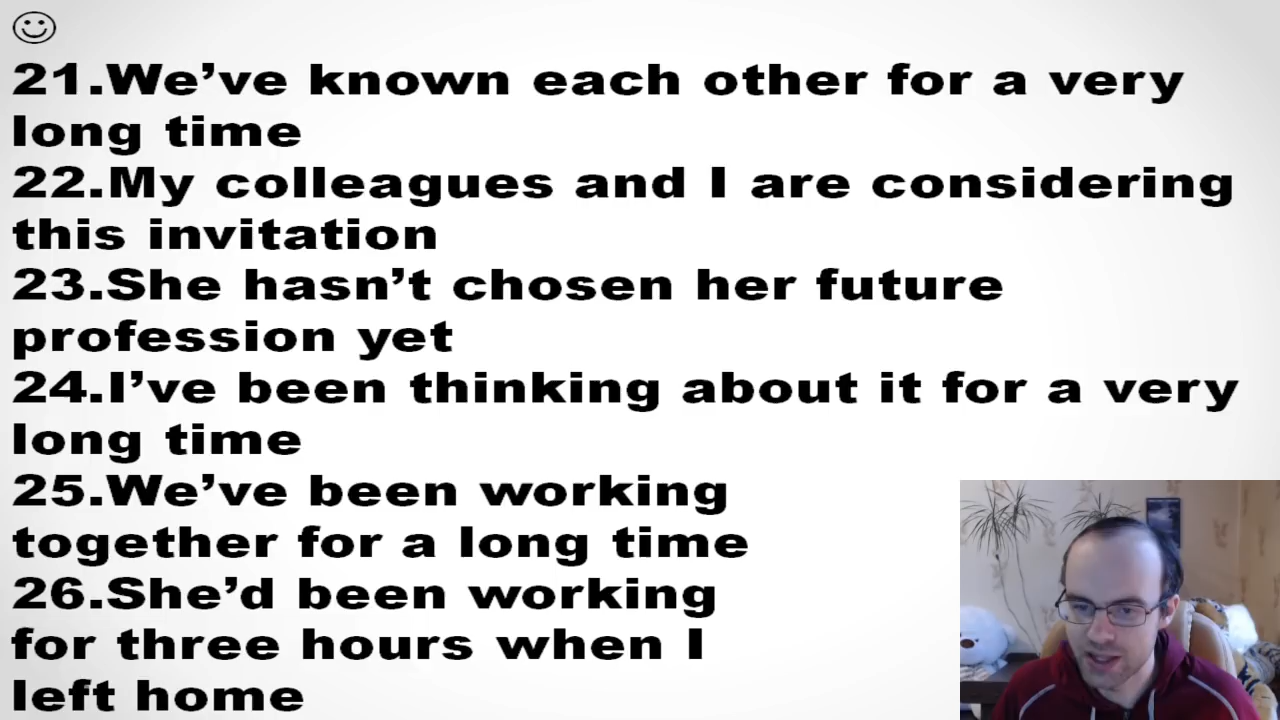 21.We’ve known each other for a very
long time
22.My colleagues and I are considering
this invitation
23.She hasn’t chosen her future
profession yet
24.I’ve been thinking about it for a very
long time
25.We’ve been working
together for a long time
26.She’d been working
for three hours when I
left home